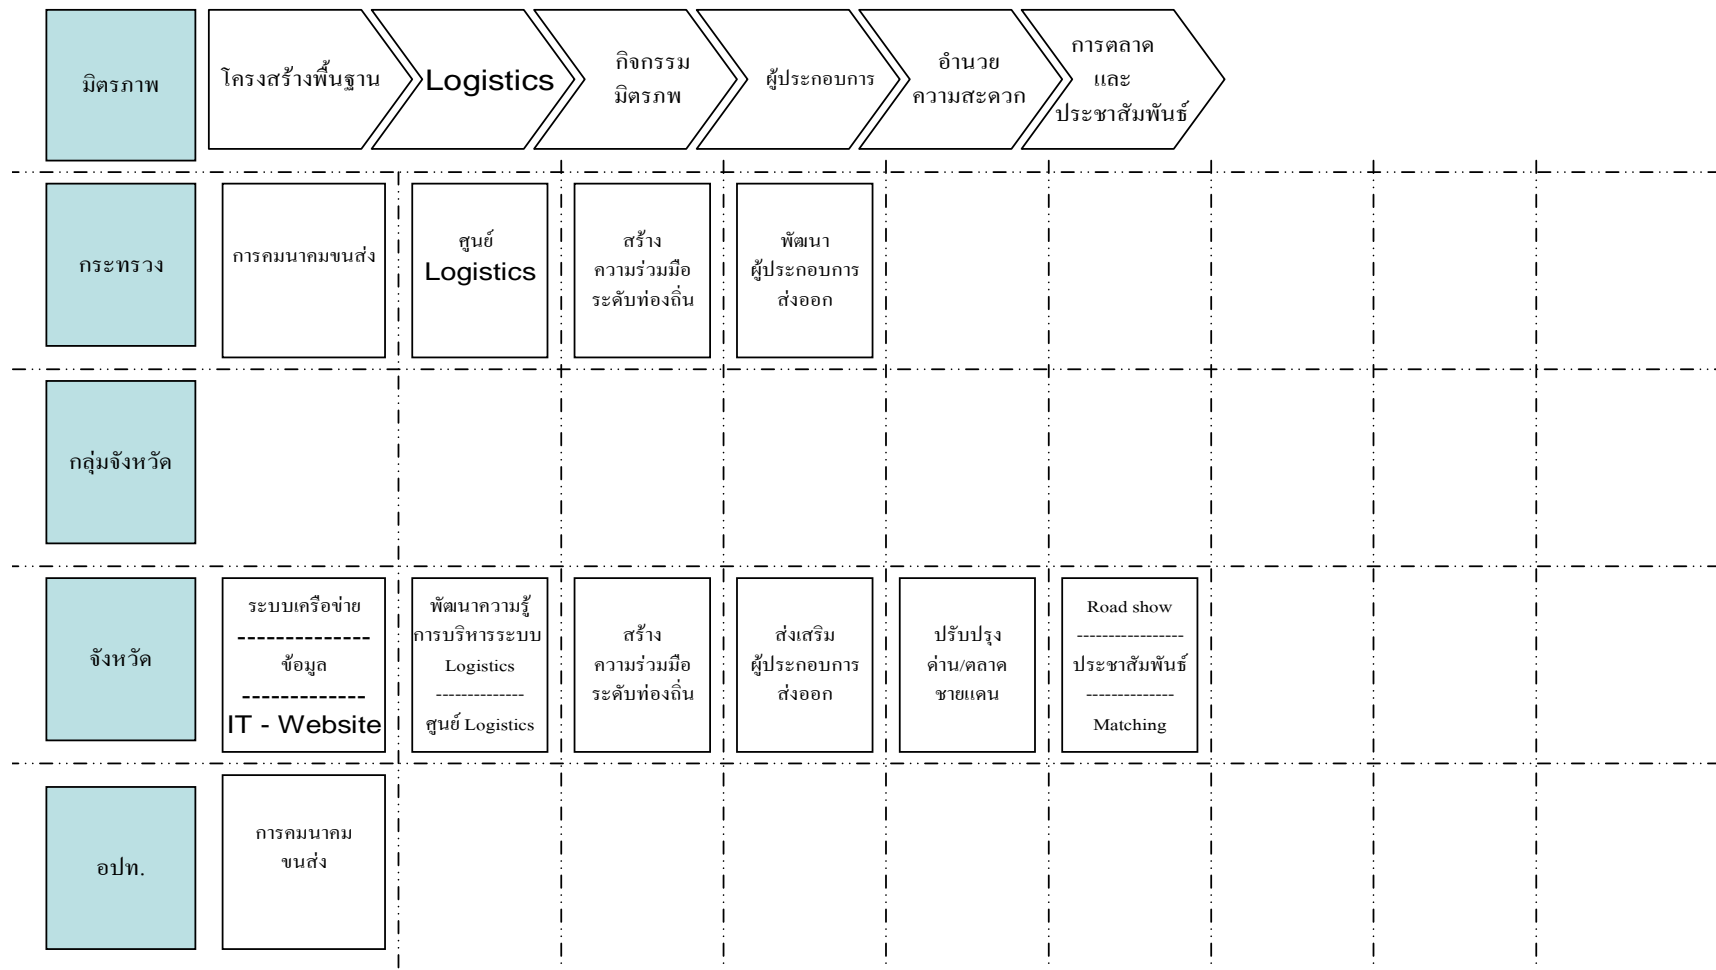 มิตรภาพ
โครงสร้างพื้นฐาน
Logistics
กิจกรรม
มิตรภพ
ผู้ประกอบการ
อำนวย
ความสะดวก
การตลาด
และ
ประชาสัมพันธ์
กระทรวง
การคมนาคมขนส่ง
ศูนย์
Logistics
สร้าง
ความร่วมมือ
ระดับท่องถิ่น
พัฒนา
ผู้ประกอบการ
ส่งออก
กลุ่มจังหวัด
จังหวัด
ระบบเครือข่าย
---------------
ข้อมูล
--------------
IT - Website
พัฒนาความรู้
การบริหารระบบ
Logistics
--------------
ศูนย์ Logistics
สร้าง
ความร่วมมือ
ระดับท่องถิ่น
ส่งเสริม
ผู้ประกอบการ
ส่งออก
ปรับปรุง
ด่าน/ตลาด
ชายแดน
Road show
-----------------
ประชาสัมพันธ์
--------------
Matching
อปท.
การคมนาคม
ขนส่ง